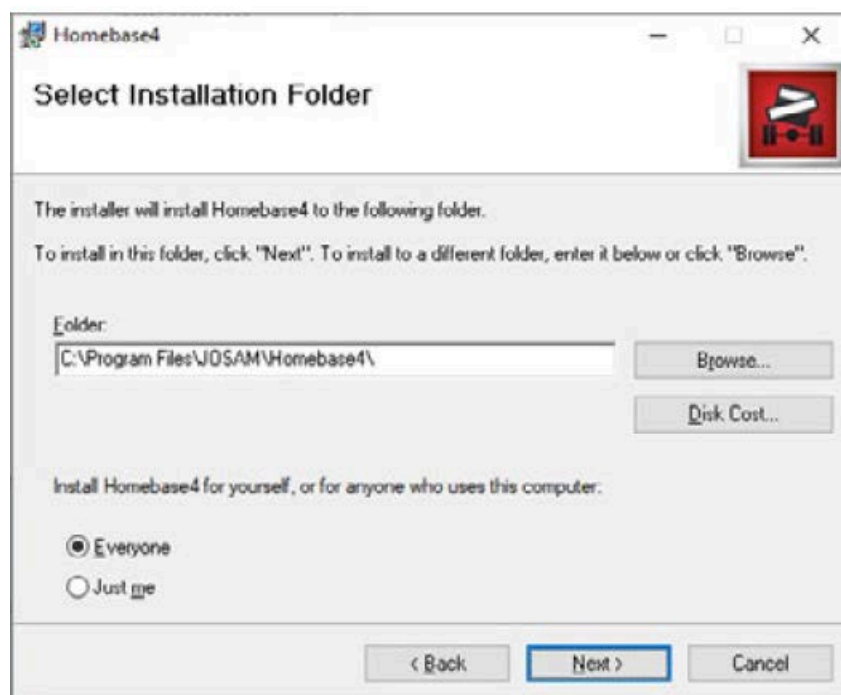 Homebase4
Select Installation Folder
The installer will install Homebase4 to the following folder.
To install in this folder, click "Next". To install to a different folder, enter it below or click "Browse".
Folder:
C:\Program Files\JOSAM\Homebase4\
Browse...
Disk Cost...
Install Homebase4 for yourself, or for anyone who uses this computer:
Everyone
Just me
< Back
Next >
Cancel